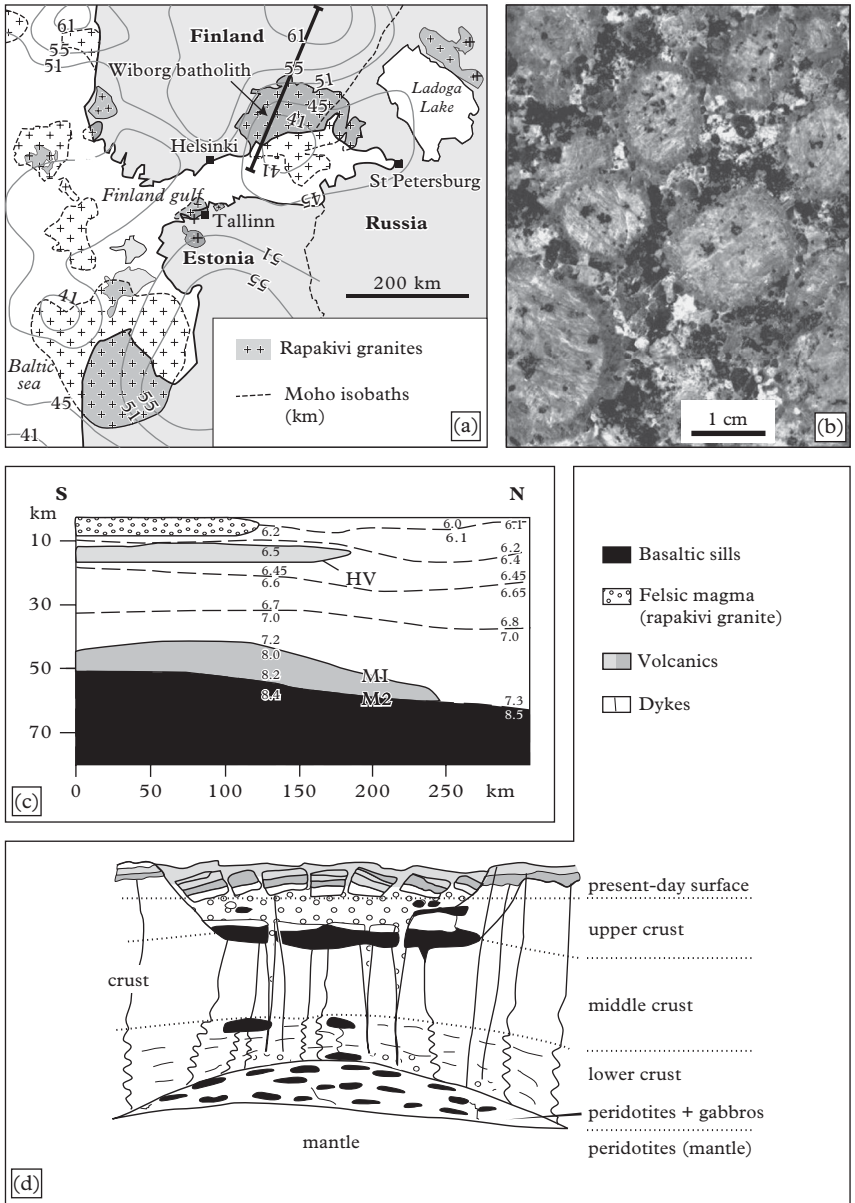 61
55
51
Finland
61
Wiborg batholith
55
51
45
41
Ladoga
Lake
Helsinki
41
St Petersburg
Finland gulf
45
Tallinn
Russia
Estonia
51
55
200 km
41
Baltic
sea
45
51
55
41
Rapakivi granites
Moho isobaths
(km)
(a)
1 cm
(b)
S
N
km
10
30
50
70
6.2
6.0
6.1
6.1
6.5
6.2
6.4
HV
6.45
6.6
6.45
6.65
6.7
7.0
6.8
7.0
7.2
8.0
8.2
8.4
M1
M2
7.3
8.5
0 50 100 150 200 250 km
(c)
Basaltic sills
Felsic magma
(rapakivi granite)
Volcanics
Dykes
present-day surface
upper crust
crust
middle crust
lower crust
peridotites + gabbros
mantle
peridotites (mantle)
(d)